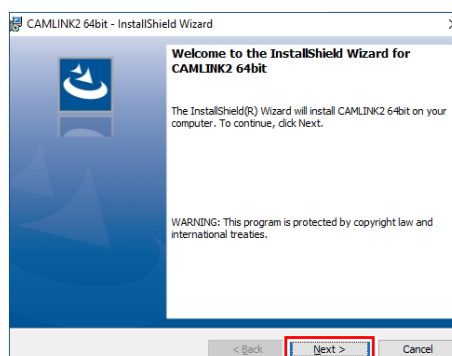 CAMLINK2 64bit - InstallShield Wizard
Welcome to the InstallShield Wizard for
CAMLINK2 64bit
The InstallShield(R) Wizard will install CAMLINK2 64bit on your
computer. To continue, click Next.
WARNING: This program is protected by copyright law and
international treaties.
< Back
Next >
Cancel